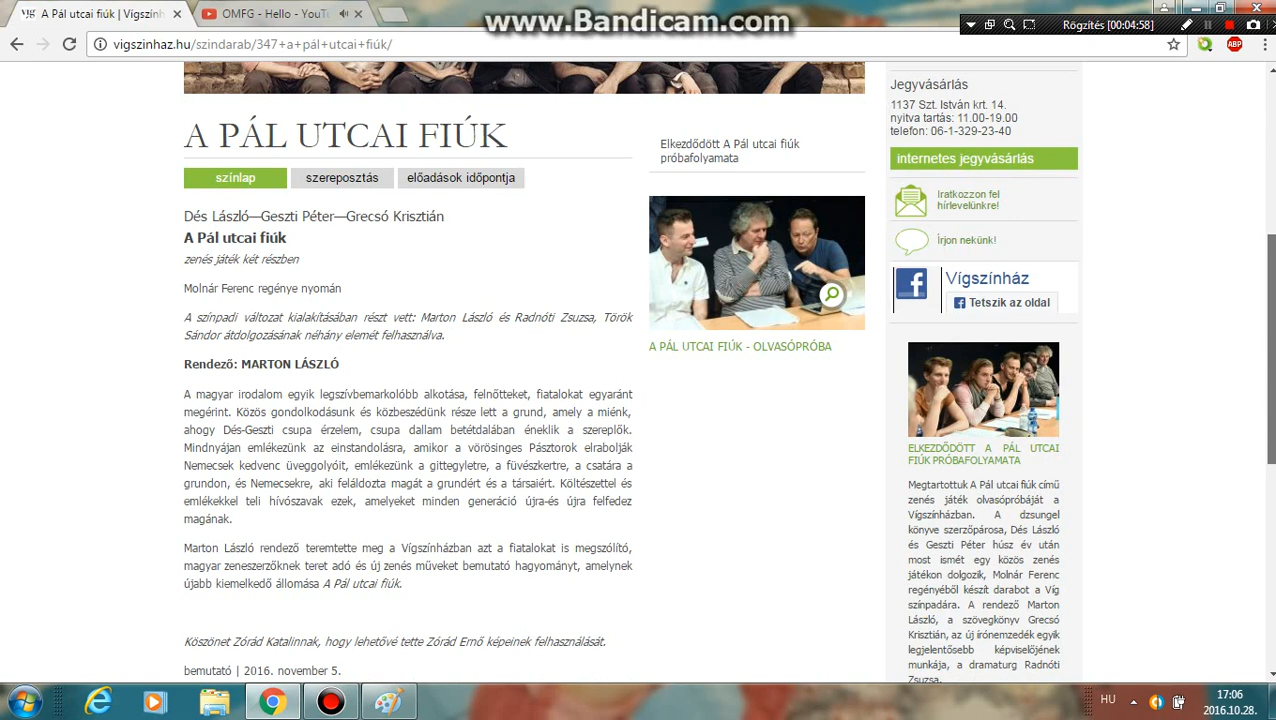 A Pál utcai fiúk | Vígszính
OMFG - Hello - YouTu
www.Bandicam.com
Rögzítés [00:04:58]
vigszinhaz.hu/szindarab/347+a+pál+utcai+fiúk/
ABP
A PÁL UTCAI FIÚK
színlap
szereposztás
előadások időpontja
Dés László—Geszti Péter—Grecsó Krisztián
A Pál utcai fiúk
zenés játék két részben
Molnár Ferenc regénye nyomán
A színpadi változat kialakításában részt vett: Marton László és Radnóti Zsuzsa, Török
Sándor átdolgozásának néhány elemét felhasználva.
Rendező: MARTON LÁSZLÓ
A magyar irodalom egyik legszívbemarkolóbb alkotása, felnőtteket, fiatalokat egyaránt
megérint. Közös gondolkodásunk és közbeszédünk része lett a grund, amely a miénk,
ahogy Dés-Geszti csupa érzelem, csupa dallam betétdalában éneklik a szereplők.
Mindnyájan emlékezünk az einstandolásra, amikor a vörösinges Pásztorok elrabolják
Nemecsek kedvenc üveggolyóit, emlékezünk a gittegyletre, a füvészkertre, a csatára a
grundon, és Nemecsekre, aki feláldozta magát a grundért és a társaiért. Költészettel és
emlékekkel teli hívószavak ezek, amelyeket minden generáció újra-és újra felfedez
magának.
Marton László rendező teremtette meg a Vígszínházban azt a fiatalokat is megszólító,
magyar zeneszerzőknek teret adó és új zenés műveket bemutató hagyományt, amelynek
újabb kiemelkedő állomása A Pál utcai fiúk.
Köszönet Zórád Katalinnak, hogy lehetővé tette Zórád Ernő képeinek felhasználását.
bemutató | 2016. november 5.
Elkezdődött A Pál utcai fiúk
próbafolyamata
A PÁL UTCAI FIÚK - OLVASÓPRÓBA
Jegyvásárlás
1137 Szt. István krt. 14.
nyitva tartás: 11.00-19.00
telefon: 06-1-329-23-40
internetes jegyvásárlás
Iratkozzon fel
hírlevelünkre!
Írjon nekünk!
Vígszínház
Tetszik az oldal
ELKEZDŐDÖTT A PÁL UTCAI
FIÚK PRÓBAFOLYAMATA
Megtartottuk A Pál utcai fiúk című
zenés játék olvasópróbáját a
Vígszínházban. A dzsungel
könyve szerzőpárosa, Dés László
és Geszti Péter húsz év után
most ismét egy közös zenés
játékon dolgozik, Molnár Ferenc
regényéből készít darabot a Víg
színpadára. A rendező Marton
László, a szövegkönyv Grecsó
Krisztián, az új írónemzedék egyik
legjelentősebb képviselőjének
munkája, a dramaturg Radnóti
Zsuzsa.
HU
17:06
2016.10.28.